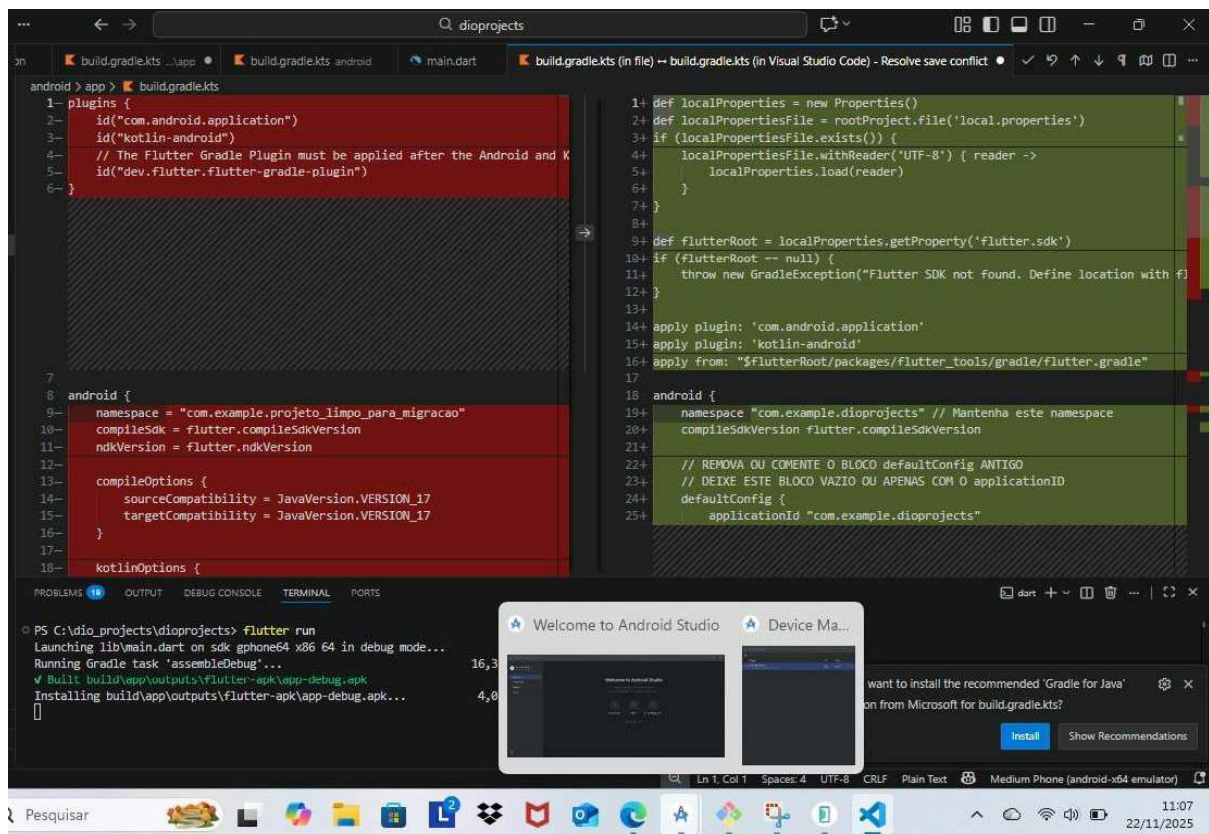 dioprojects
on
build.gradle.kts ...\app
build.gradle.kts android
main.dart
build.gradle.kts (in file) ↔ build.gradle.kts (in Visual Studio Code) - Resolve save conflict
android > app > build.gradle.kts
1− plugins {
2− id("com.android.application")
3− id("kotlin-android")
4− // The Flutter Gradle Plugin must be applied after the Android and K
5− id("dev.flutter.flutter-gradle-plugin")
6− }
7
8 android {
9− namespace = "com.example.projeto_limpo_para_migracao"
10− compileSdk = flutter.compileSdkVersion
11− ndkVersion = flutter.ndkVersion
12−
13− compileOptions {
14− sourceCompatibility = JavaVersion.VERSION_17
15− targetCompatibility = JavaVersion.VERSION_17
16− }
17−
18− kotlinOptions {
1+ def localProperties = new Properties()
2+ def localPropertiesFile = rootProject.file('local.properties')
3+ if (localPropertiesFile.exists()) {
4+ localPropertiesFile.withReader('UTF-8') { reader ->
5+ localProperties.load(reader)
6+ }
7+ }
8+
9+ def flutterRoot = localProperties.getProperty('flutter.sdk')
10+ if (flutterRoot == null) {
11+ throw new GradleException("Flutter SDK not found. Define location with fl
12+ }
13+
14+ apply plugin: 'com.android.application'
15+ apply plugin: 'kotlin-android'
16+ apply from: "$flutterRoot/packages/flutter_tools/gradle/flutter.gradle"
17
18 android {
19+ namespace "com.example.dioprojects" // Mantenha este namespace
20+ compileSdkVersion flutter.compileSdkVersion
21+
22+ // REMOVA OU COMENTE O BLOCO defaultConfig ANTIGO
23+ // DEIXE ESTE BLOCO VAZIO OU APENAS COM O applicationID
24+ defaultConfig {
25+ applicationId "com.example.dioprojects"
PROBLEMS 18 OUTPUT DEBUG CONSOLE TERMINAL PORTS
dart
PS C:\dio_projects\dioprojects> flutter run
Launching lib\main.dart on sdk gphone64 x86 64 in debug mode...
Running Gradle task 'assembleDebug'... 16,3
√ Built build\app\outputs\flutter-apk\app-debug.apk
Installing build\app\outputs\flutter-apk\app-debug.apk... 4,0
Welcome to Android Studio
Device Ma...
Welcome to Android Studio
want to install the recommended 'Gradle for Java'
on from Microsoft for build.gradle.kts?
Install
Show Recommendations
Ln 1, Col 1 Spaces: 4 UTF-8 CRLF Plain Text Medium Phone (android-x64 emulator)
Pesquisar
2
11:07
22/11/2025